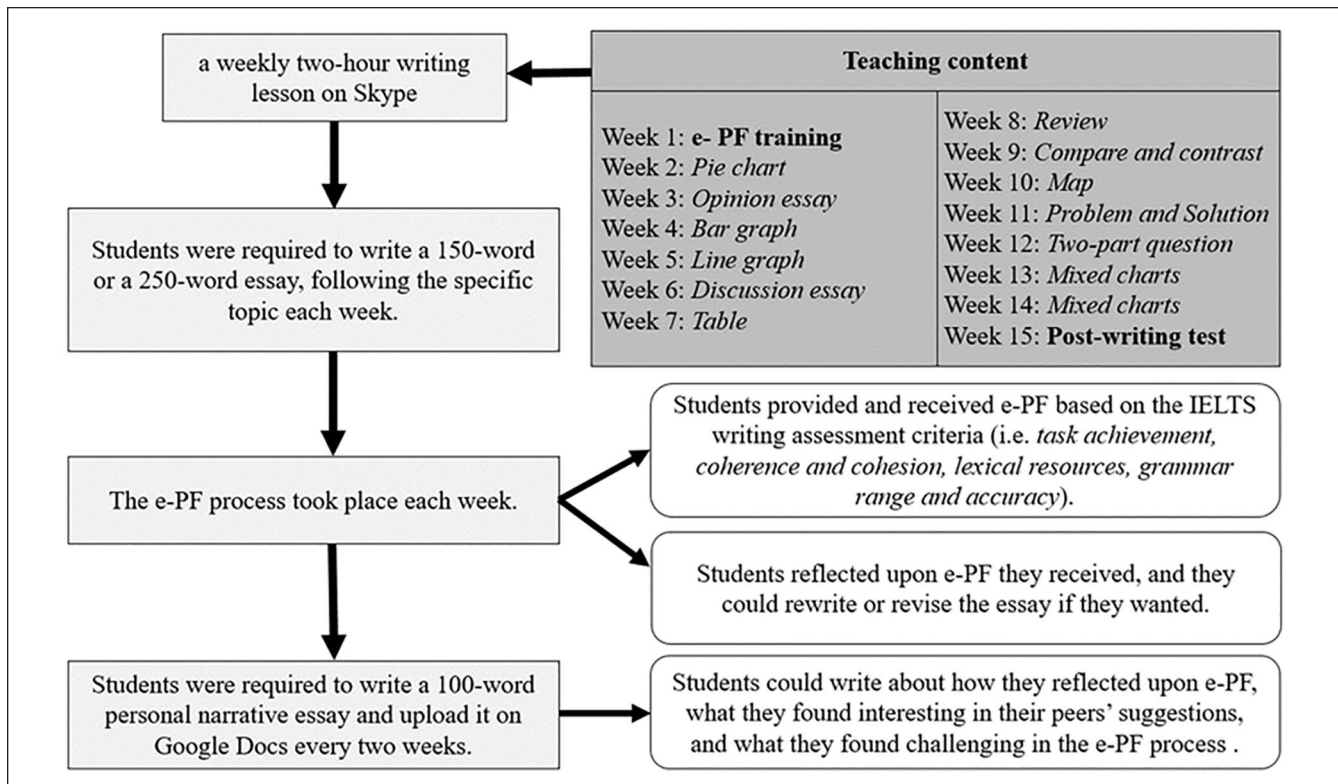 a weekly two-hour writing
lesson on Skype
Teaching content
Week 1: e- PF training
Week 2: Pie chart
Week 3: Opinion essay
Week 4: Bar graph
Week 5: Line graph
Week 6: Discussion essay
Week 7: Table
Week 8: Review
Week 9: Compare and contrast
Week 10: Map
Week 11: Problem and Solution
Week 12: Two-part question
Week 13: Mixed charts
Week 14: Mixed charts
Week 15: Post-writing test
Students were required to write a 150-word
or a 250-word essay, following the specific
topic each week.
The e-PF process took place each week.
Students provided and received e-PF based on the IELTS
writing assessment criteria (i.e. task achievement,
coherence and cohesion, lexical resources, grammar
range and accuracy).
Students reflected upon e-PF they received, and they
could rewrite or revise the essay if they wanted.
Students were required to write a 100-word
personal narrative essay and upload it on
Google Docs every two weeks.
Students could write about how they reflected upon e-PF,
what they found interesting in their peers’ suggestions,
and what they found challenging in the e-PF process .